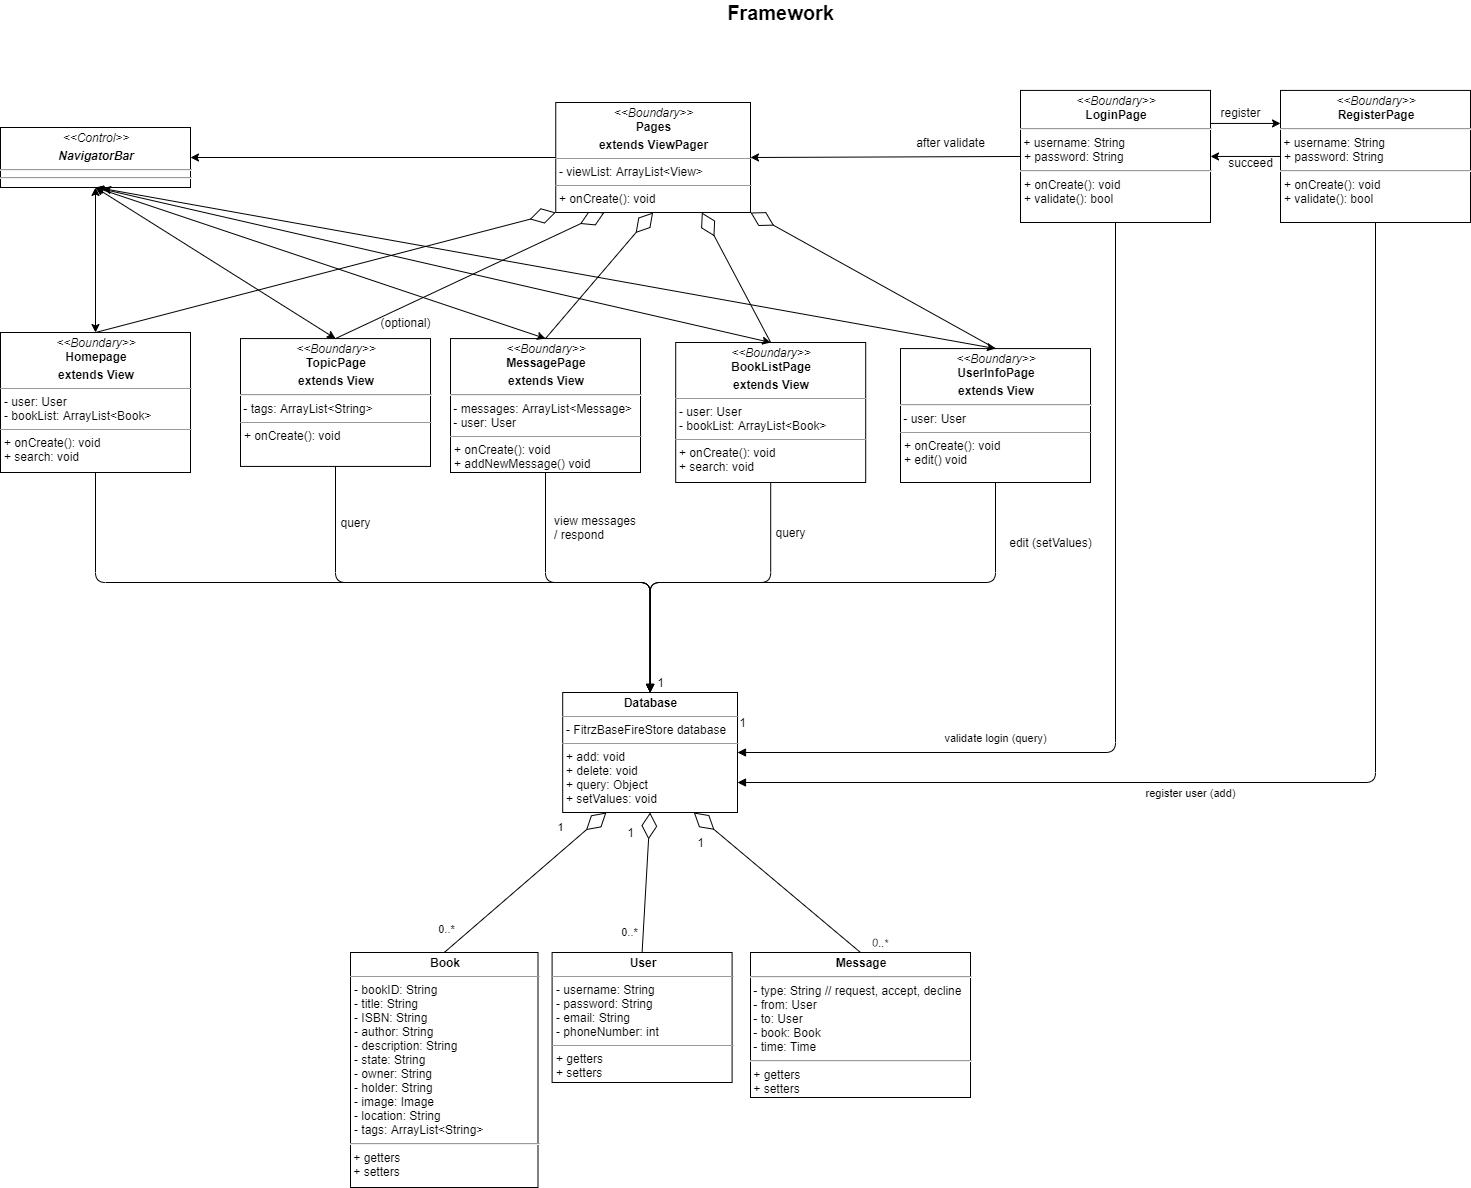 Framework
<<Control>>
NavigatorBar
<<Boundary>>
Pages
extends ViewPager
- viewList: ArrayList<View>
+ onCreate(): void
after validate
<<Boundary>>
LoginPage
+ username: String
+ password: String
+ onCreate(): void
+ validate(): bool
register
succeed
<<Boundary>>
RegisterPage
+ username: String
+ password: String
+ onCreate(): void
+ validate(): bool
(optional)
<<Boundary>>
Homepage
extends View
- user: User
- bookList: ArrayList<Book>
+ onCreate(): void
+ search: void
<<Boundary>>
TopicPage
extends View
- tags: ArrayList<String>
+ onCreate(): void
<<Boundary>>
MessagePage
extends View
- messages: ArrayList<Message>
- user: User
+ onCreate(): void
+ addNewMessage() void
<<Boundary>>
BookListPage
extends View
- user: User
- bookList: ArrayList<Book>
+ onCreate(): void
+ search: void
<<Boundary>>
UserInfoPage
extends View
- user: User
+ onCreate(): void
+ edit() void
query
view messages
/ respond
query
edit (setValues)
1
Database
- FitrzBaseFireStore database
+ add: void
+ delete: void
+ query: Object
+ setValues: void
1
validate login (query)
register user (add)
1
1
1
0..*
0..*
0..*
Book
- bookID: String
- title: String
- ISBN: String
- author: String
- description: String
- state: String
- owner: String
- holder: String
- image: Image
- location: String
- tags: ArrayList<String>
+ getters
+ setters
User
- username: String
- password: String
- email: String
- phoneNumber: int
+ getters
+ setters
Message
- type: String // request, accept, decline
- from: User
- to: User
- book: Book
- time: Time
+ getters
+ setters